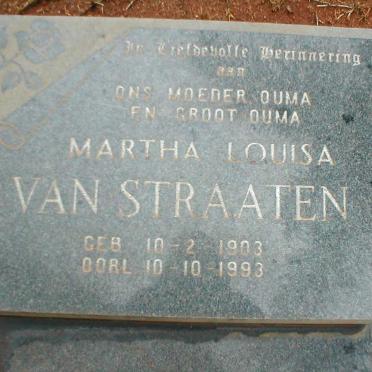 In Liefdevolle Herinnering
aan
ONS MOEDER OUMA
EN GROOT OUMA
MARTHA LOUISA
VAN STRAATEN
GEB 10-2-1903
OORL 10-10-1993